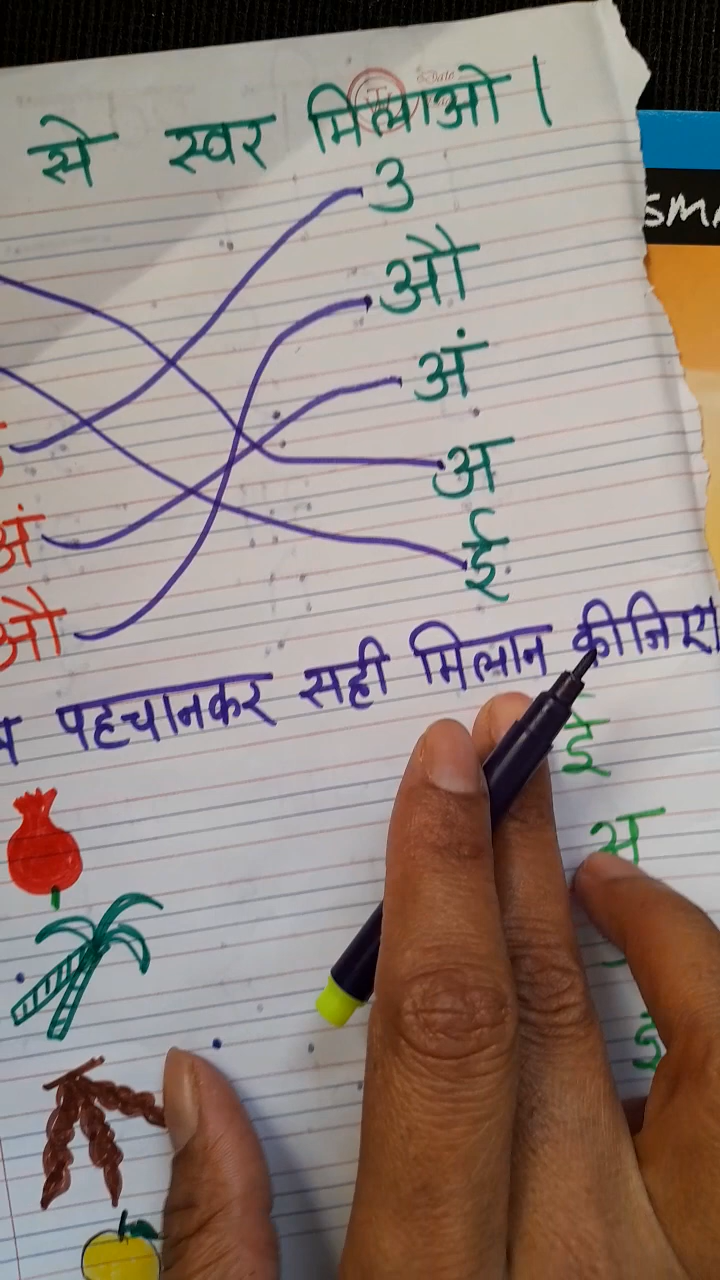 से स्वर मिलाओ।
उ
औ
अं
अ
ई
अं
औ
पहचानकर सही मिलान कीजिए
अ